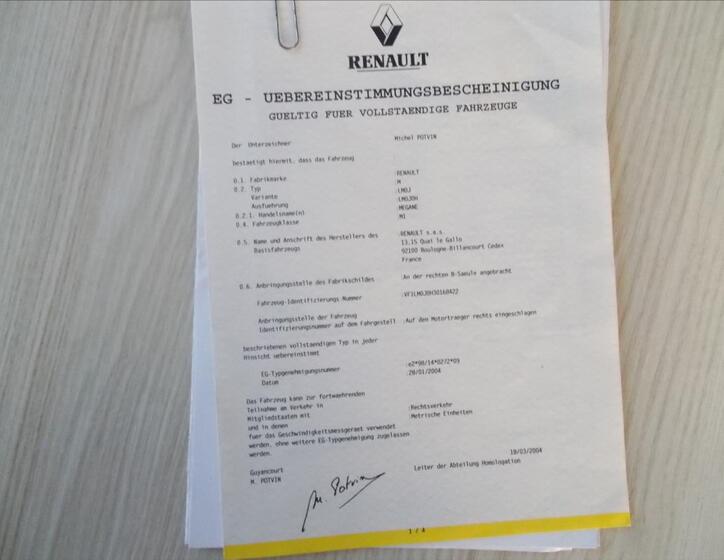 RENAULT
EG - UEBEREINSTIMMUNGSBESCHEINIGUNG
GUELTIG FUER VOLLSTAENDIGE FAHRZEUGE
Der Unterzeichner Michel POTVIN
bestaetigt hiermit, dass das Fahrzeug
0.1. Fabrikmarke :RENAULT
0.2. Typ :M
Variante :LM0J
Ausfuehrung :LM0J0H
0.2.1. Handelsname(n) :MEGANE
0.4. Fahrzeugklasse :M1
0.5. Name und Anschrift des Herstellers des :RENAULT s.a.s.
Basisfahrzeugs 13,15 Quai le Gallo
92100 Boulogne-Billancourt Cedex
France
0.6. Anbringungsstelle des Fabrikschildes :An der rechten B-Saeule angebracht
Fahrzeug-Identifizierungs Nummer :VF1LM0J0H30168422
Anbringungsstelle der Fahrzeug
Identifizierungsnummer auf dem Fahrgestell :Auf den Motortraeger rechts eingeschlagen
beschriebenen vollstaendigen Typ in jeder
Hinsicht uebereinstimmt
EG-Typgenehmigungsnummer :e2*98/14*0272*09
Datum :28/01/2004
Das Fahrzeug kann zur fortwaehrenden
Teilnahme am Verkehr in :Rechtsverkehr
Mitgliedstaaten mit :Metrische Einheiten
und in denen
fuer das Geschwindigkeitsmessgeraet verwendet
werden, ohne weitere EG-Typgenehmigung zugelassen
werden.
Guyancourt 19/03/2004
M. POTVIN Leiter der Abteilung Homologation
M. Potvin
1 / 4